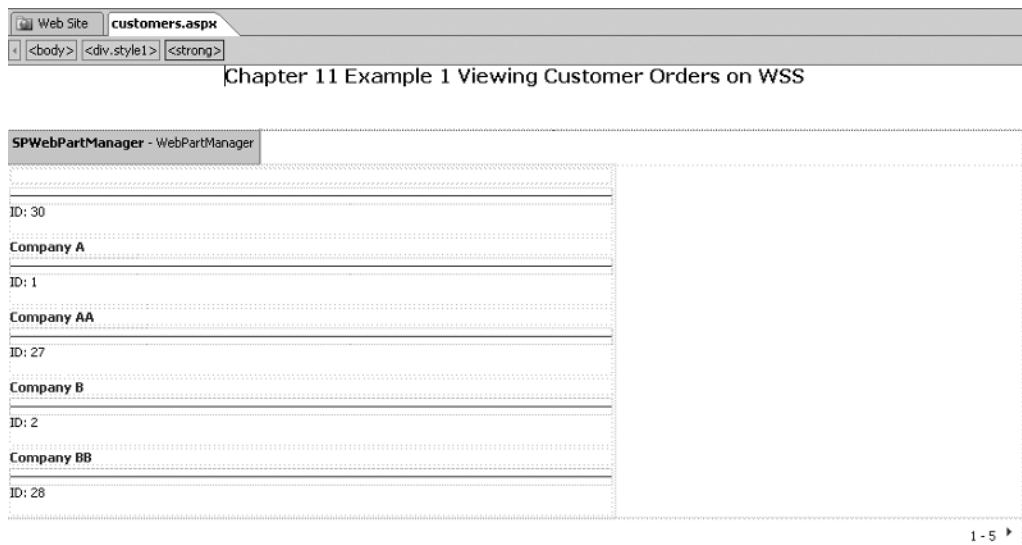 Web Site customers.aspx
<body> <div.style1> <strong>
Chapter 11 Example 1 Viewing Customer Orders on WSS
SPWebPartManager - WebPartManager
ID: 30
Company A
ID: 1
Company AA
ID: 27
Company B
ID: 2
Company BB
ID: 28
1 - 5